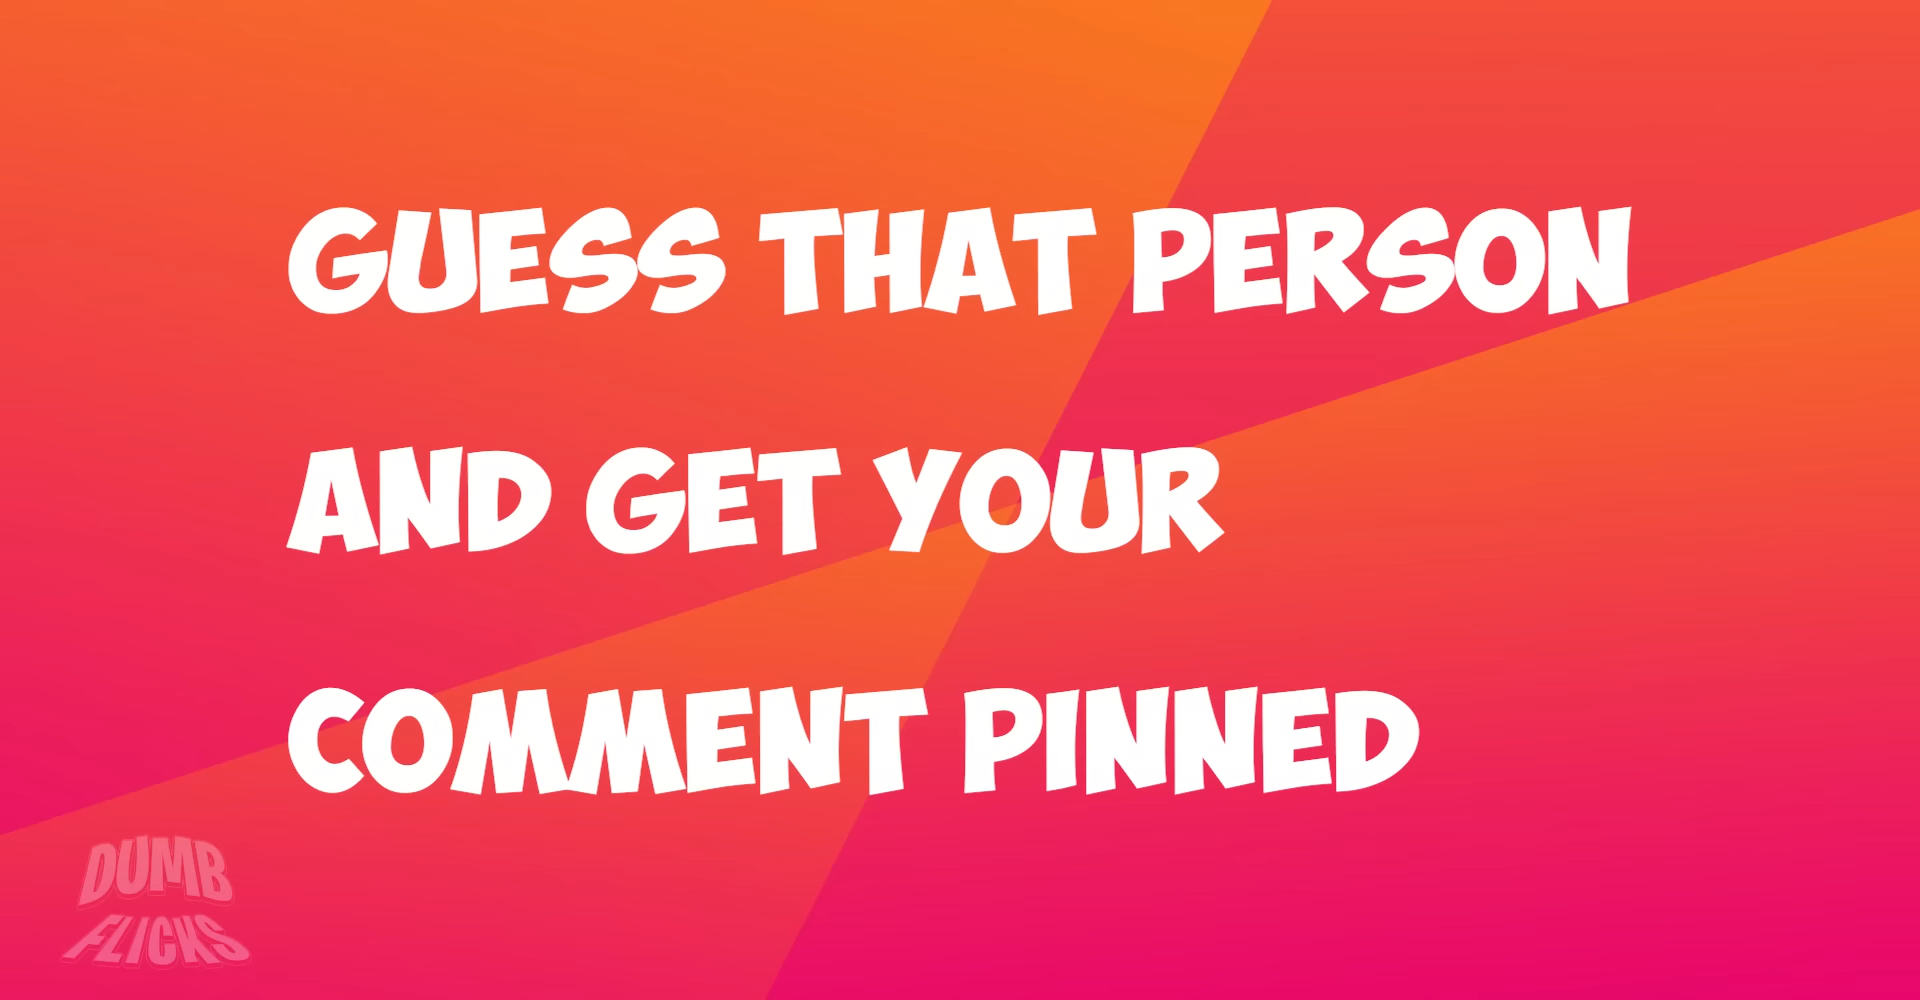 GUESS THAT PERSON
AND GET YOUR
COMMENT PINNED
DUMB
FLICKS